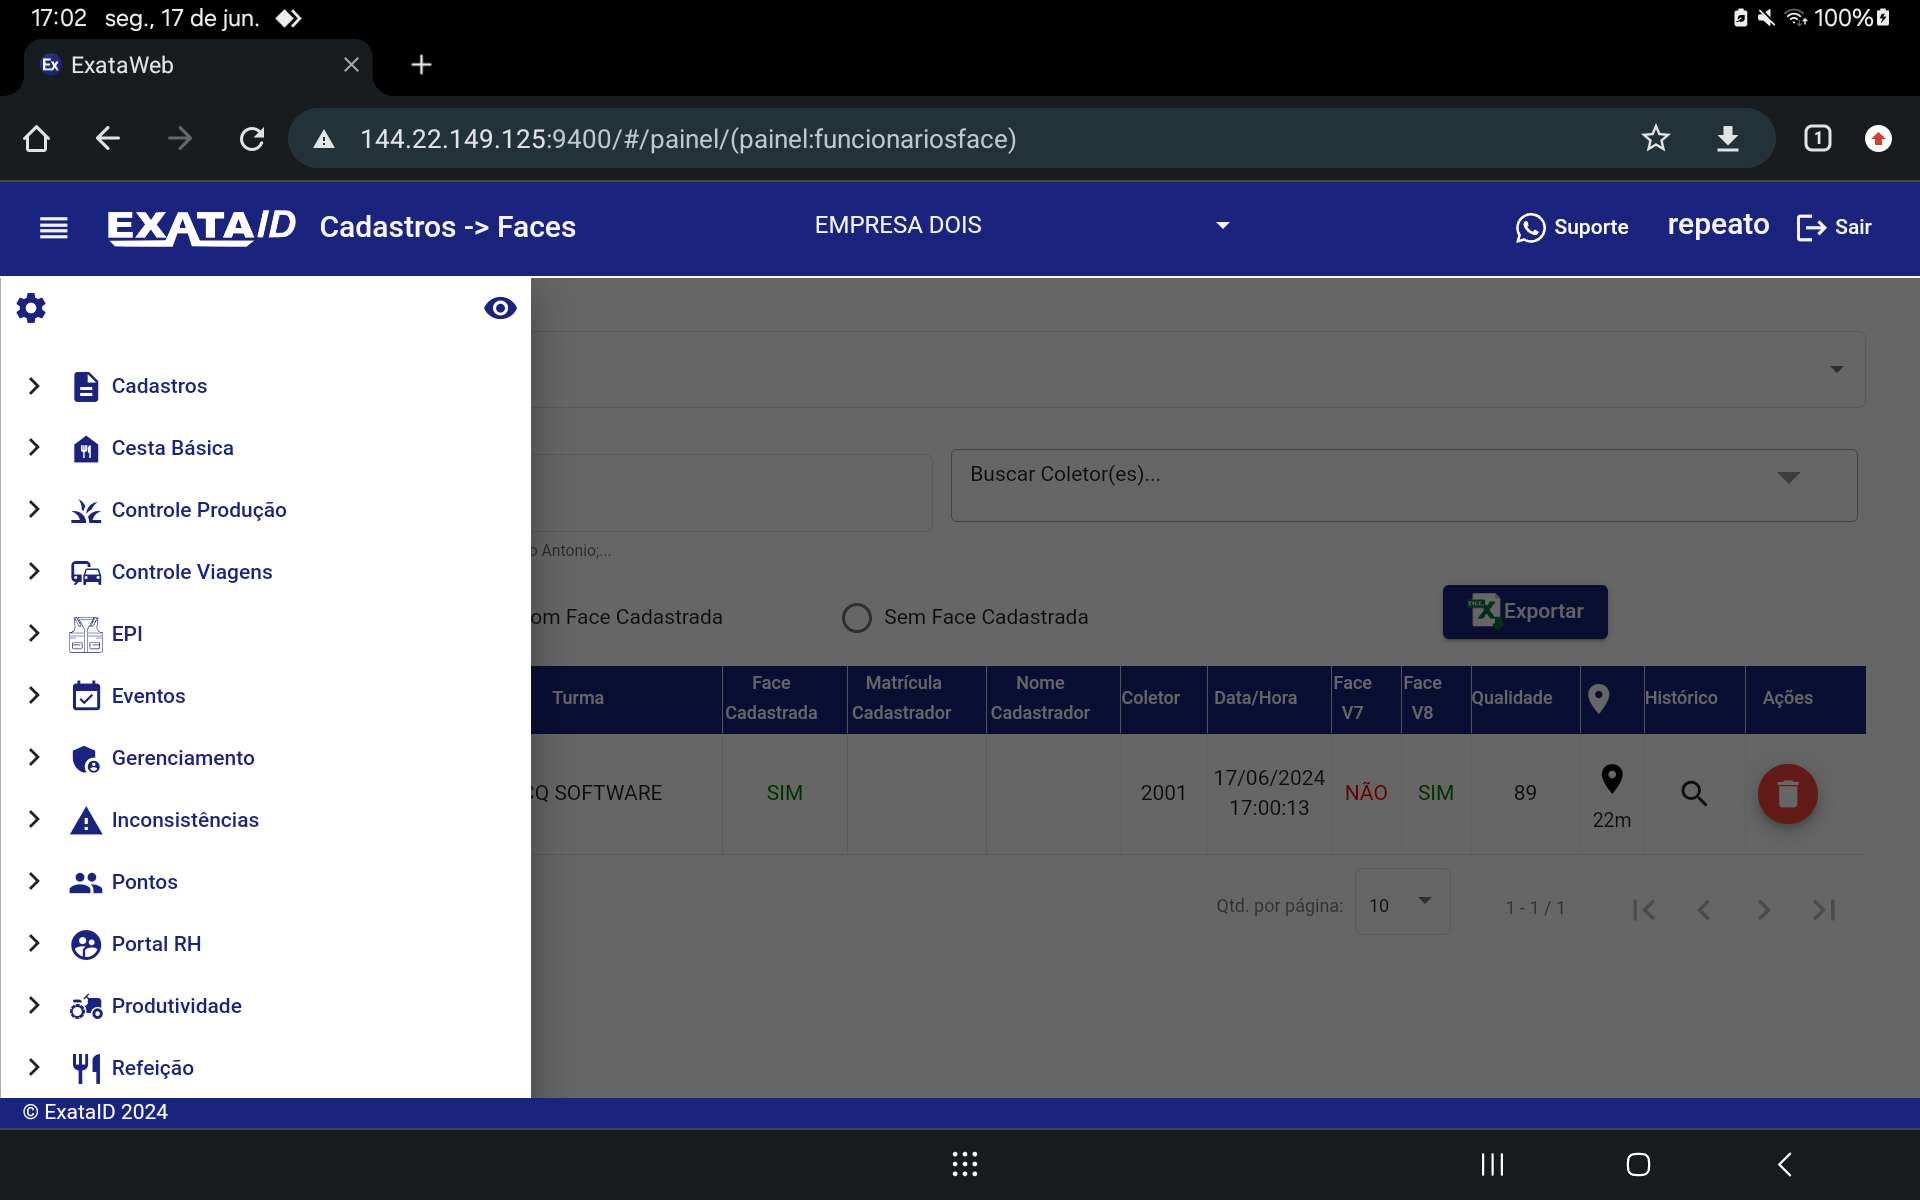 17:02 seg., 17 de jun. 100%
Ex ExataWeb
144.22.149.125:9400/#/painel/(painel:funcionariosface) 1
EXATAID Cadastros -> Faces EMPRESA DOIS Suporte repeato Sair
Cadastros
Cesta Básica
Controle Produção
Controle Viagens
EPI
Eventos
Gerenciamento
Inconsistências
Pontos
Portal RH
Produtividade
Refeição
Buscar Coletor(es)...
o Antonio;...
om Face Cadastrada Sem Face Cadastrada Exportar
Turma Face Cadastrada Matrícula Cadastrador Nome Cadastrador Coletor Data/Hora Face V7 Face V8 Qualidade Histórico Ações
Q SOFTWARE SIM 2001 17/06/2024 17:00:13 NÃO SIM 89 22m
Qtd. por página: 10 1 - 1 / 1
© ExataID 2024